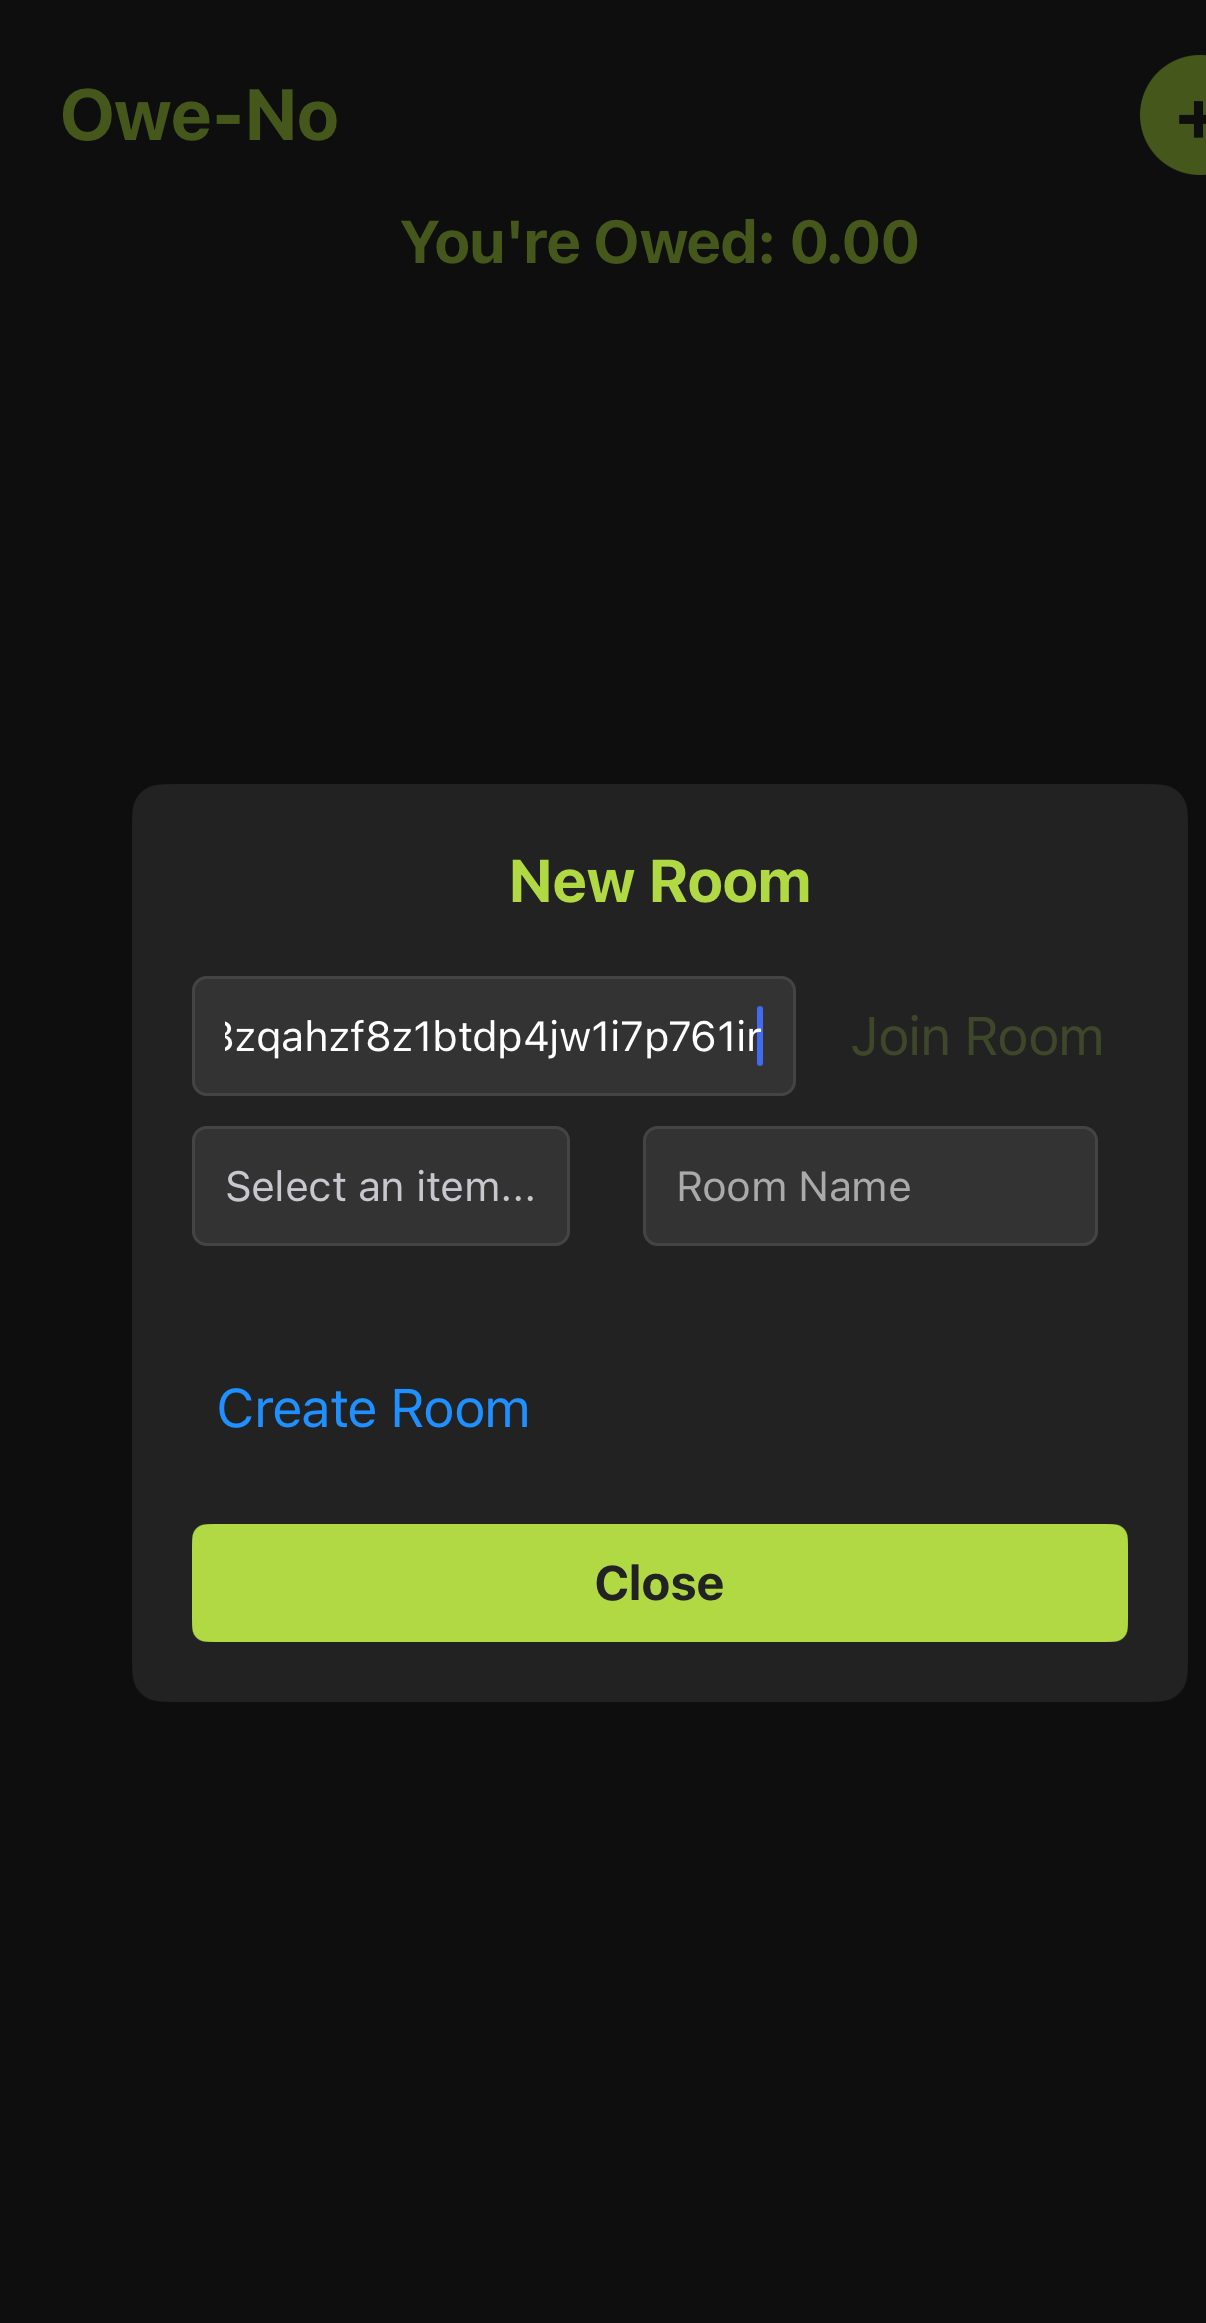 Owe-No
+
You're Owed: 0.00
New Room
3zqahzf8z1btdp4jw1i7p761ir
Join Room
Select an item...
Room Name
Create Room
Close